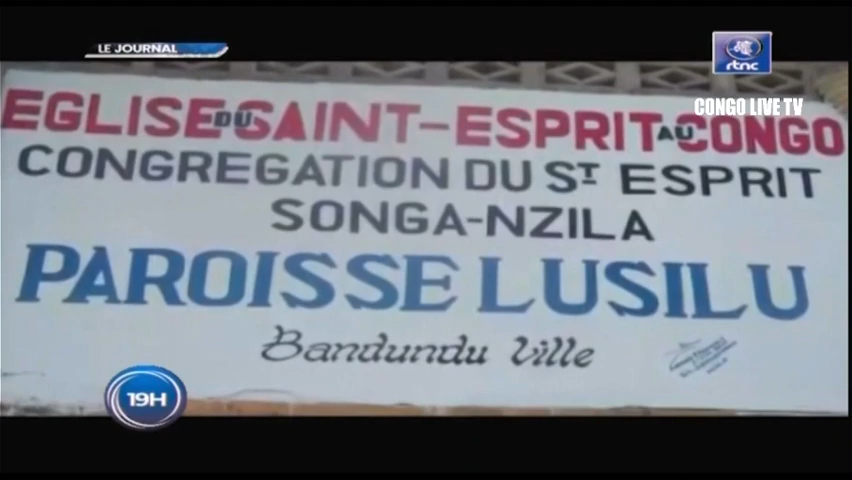 LE JOURNAL
rtnc
CONGO LIVE TV
EGLISE DU SAINT-ESPRIT AU CONGO
CONGREGATION DU ST ESPRIT
SONGA-NZILA
PAROISSE LUSILU
Bandundu Ville
19H